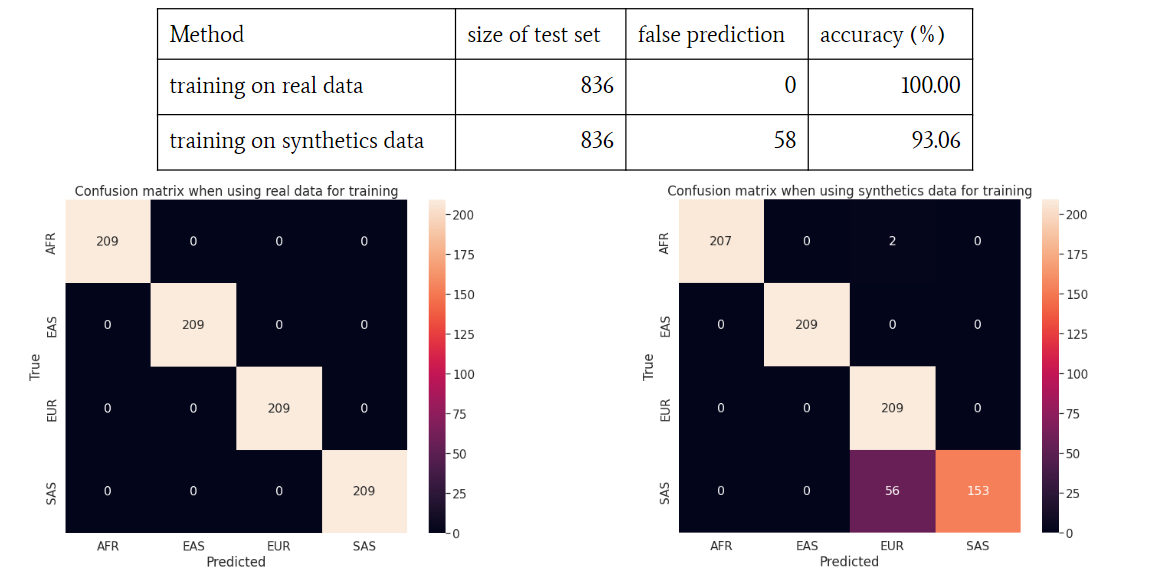 Method size of test set false prediction accuracy (%)
training on real data 836 0 100.00
training on synthetics data 836 58 93.06
Confusion matrix when using real data for training
AFR 209 0 0 0
EAS 0 209 0 0
EUR 0 0 209 0
SAS 0 0 0 209
AFR EAS EUR SAS
True
Predicted
200
175
150
125
100
75
50
25
0
Confusion matrix when using synthetics data for training
AFR 207 0 2 0
EAS 0 209 0 0
EUR 0 0 209 0
SAS 0 0 56 153
AFR EAS EUR SAS
True
Predicted
200
175
150
125
100
75
50
25
0